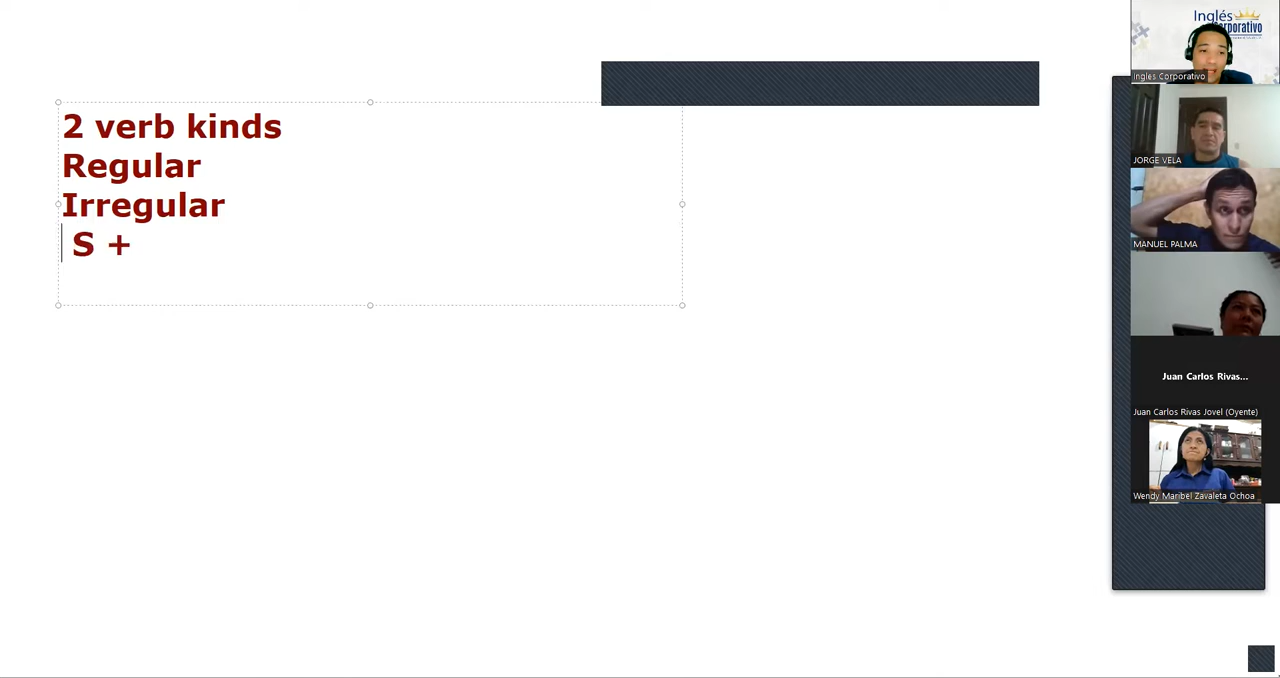 2 verb kinds
Regular
Irregular
S +
Inglés
Corporativo
Ingles Corporativo
JORGE VELA
MANUEL PALMA
Juan Carlos Rivas...
Juan Carlos Rivas Jovel (Oyente)
Wendy Maribel Zavaleta Ochoa